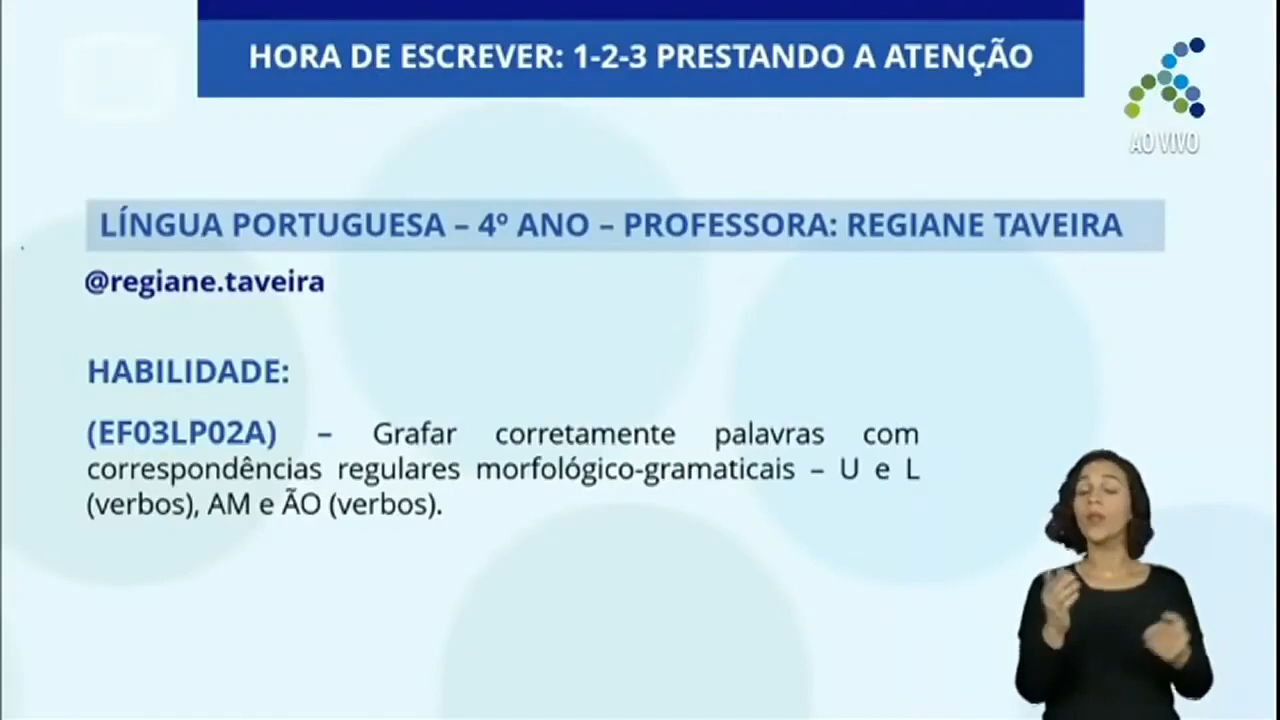 HORA DE ESCREVER: 1-2-3 PRESTANDO A ATENÇÃO
AO VIVO
LÍNGUA PORTUGUESA – 4º ANO – PROFESSORA: REGIANE TAVEIRA
@regiane.taveira
HABILIDADE:
(EF03LP02A) – Grafar corretamente palavras com
correspondências regulares morfológico-gramaticais – U e L
(verbos), AM e ÃO (verbos).